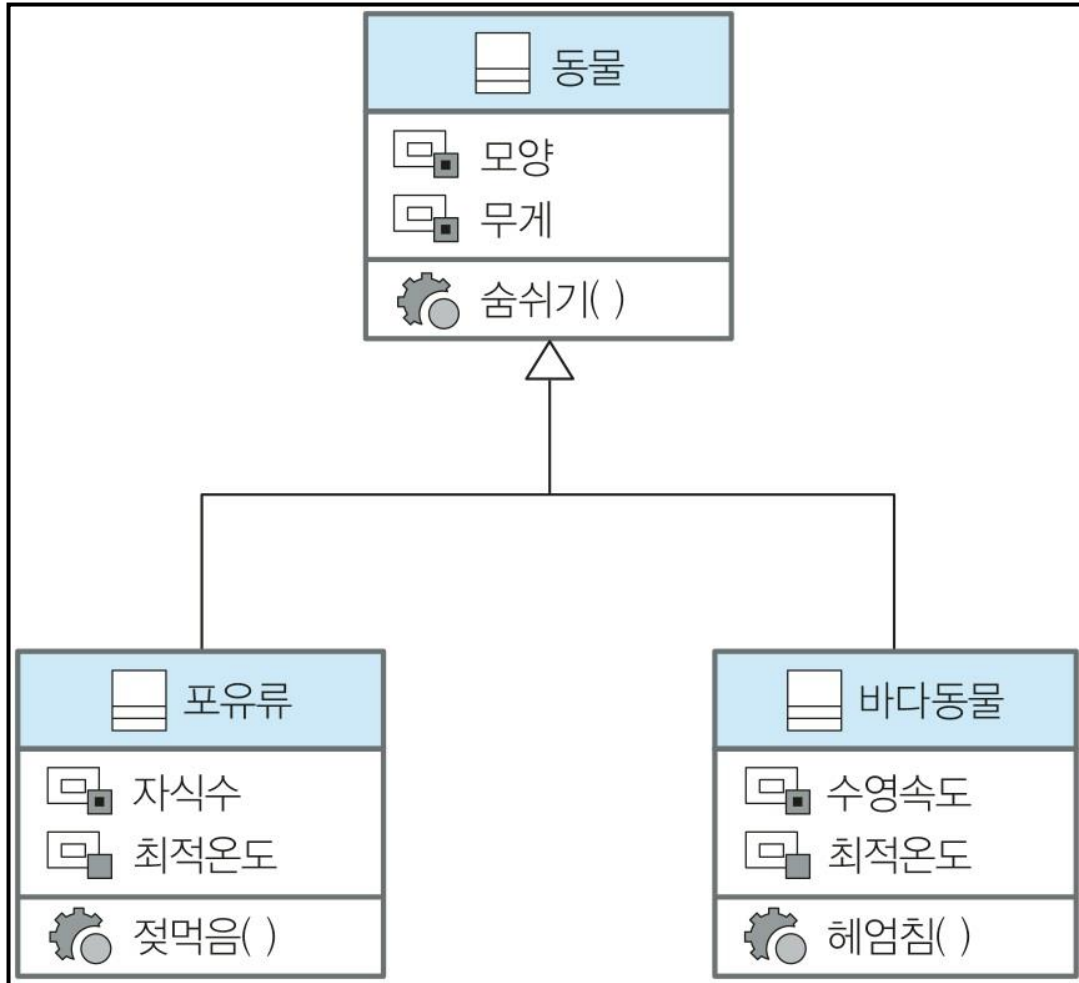 동물
모양
무게
숨쉬기( )
포유류
자식수
최적온도
젖먹음( )
바다동물
수영속도
최적온도
헤엄침( )